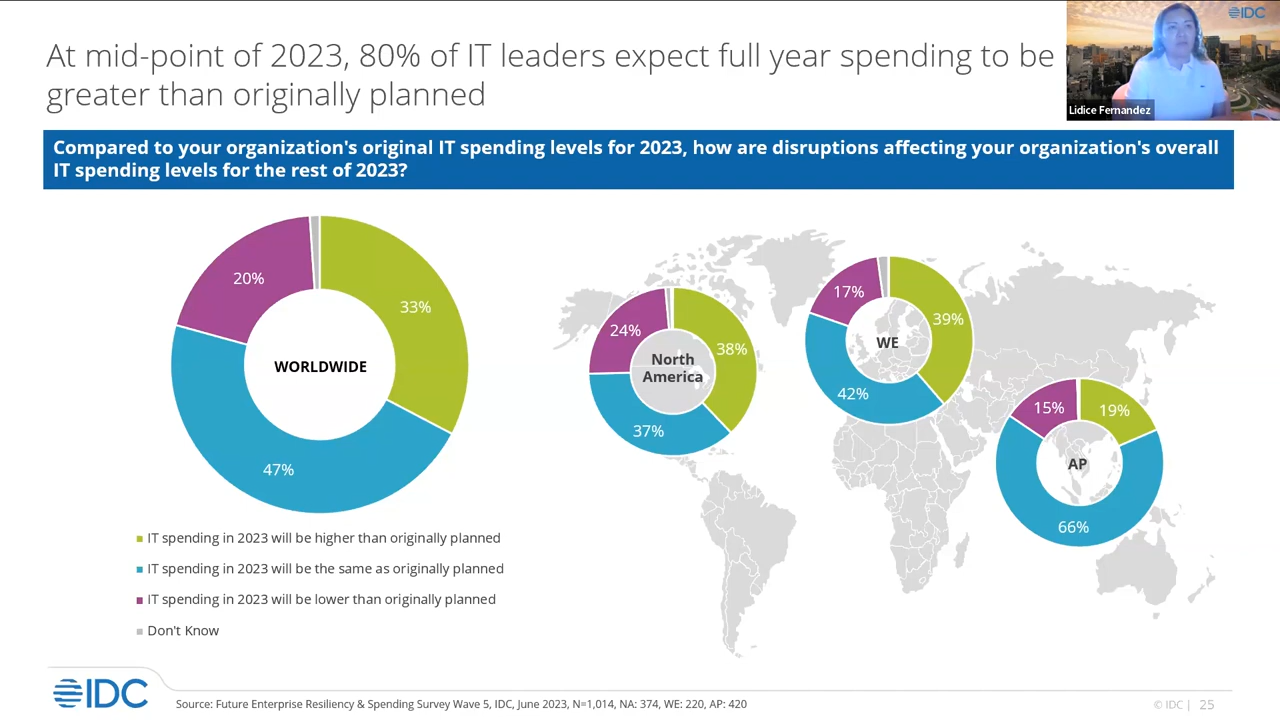 At mid-point of 2023, 80% of IT leaders expect full year spending to be
greater than originally planned
IDC
Lidice Fernandez
Compared to your organization's original IT spending levels for 2023, how are disruptions affecting your organization's overall
IT spending levels for the rest of 2023?
20%
33%
WORLDWIDE
47%
24%
38%
North
America
37%
17%
39%
WE
42%
15%
19%
AP
66%
IT spending in 2023 will be higher than originally planned
IT spending in 2023 will be the same as originally planned
IT spending in 2023 will be lower than originally planned
Don't Know
IDC
Source: Future Enterprise Resiliency & Spending Survey Wave 5, IDC, June 2023, N=1,014, NA: 374, WE: 220, AP: 420
© IDC | 25